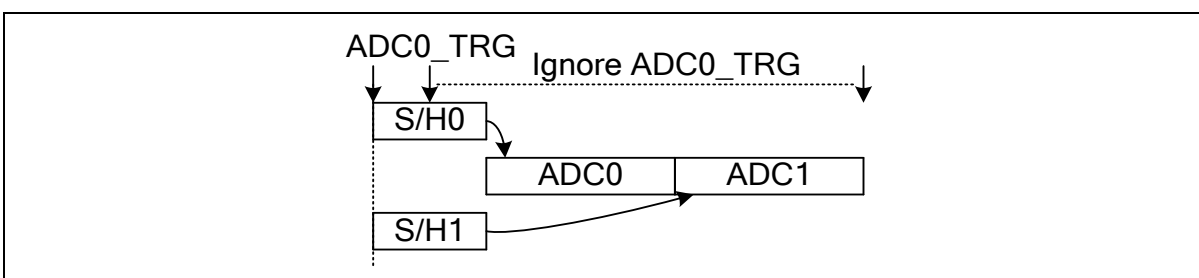 ADC0_TRG
Ignore ADC0_TRG
S/H0
ADC0 ADC1
S/H1